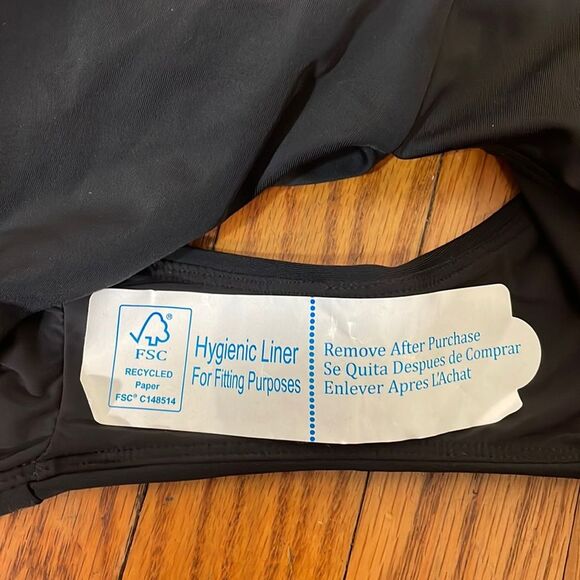 FSC
RECYCLED
Paper
FSC® C148514
Hygienic Liner
For Fitting Purposes
Remove After Purchase
Se Quita Despues de Comprar
Enlever Apres L'Achat